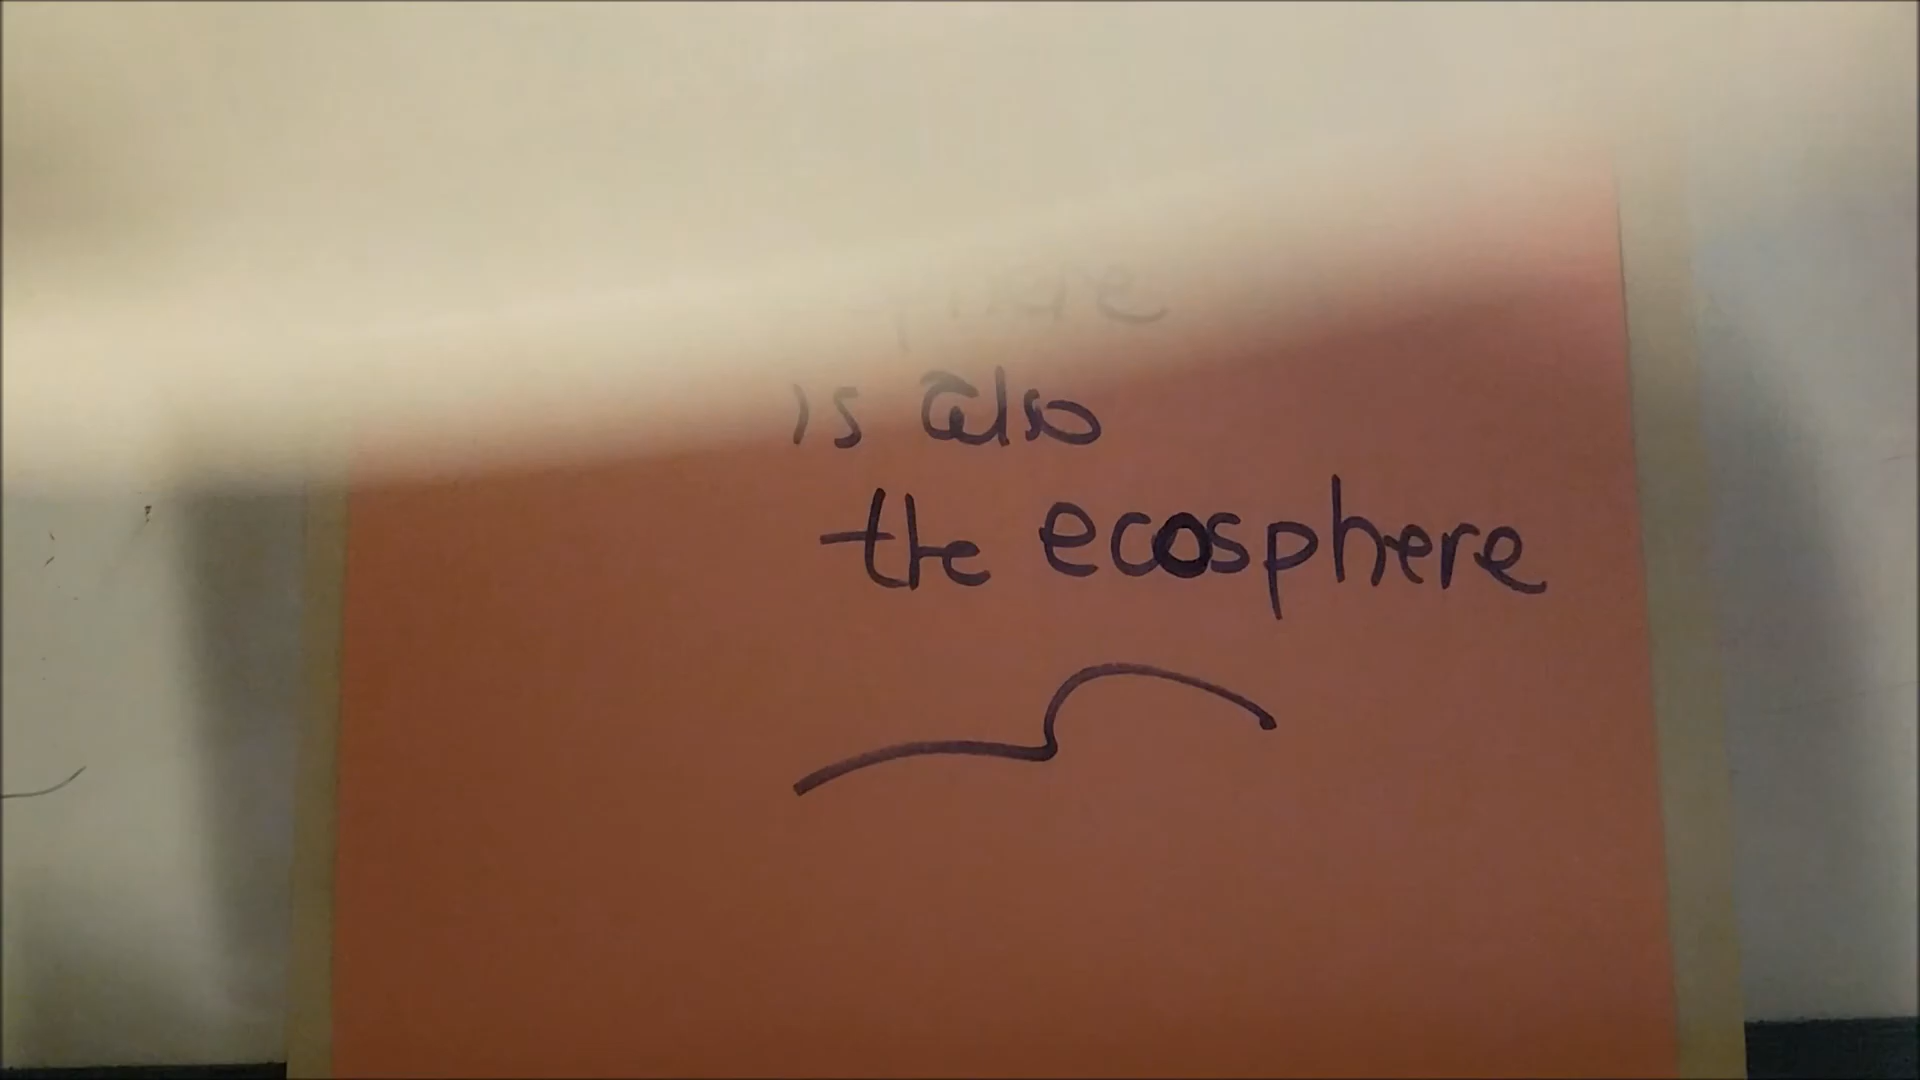 is also
the ecosphere